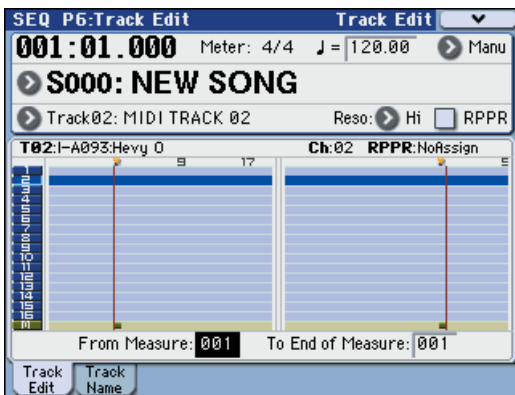 SEQ P6:Track Edit Track Edit
001:01.000 Meter: 4/4 ♩= 120.00 Manu
S000: NEW SONG
Track02: MIDI TRACK 02 Reso: Hi RPPR
T02:I-A093:Hevy 0 Ch:02 RPPR:NoAssign
9 17 5
1
2
3
4
5
6
7
8
9
10
11
12
13
14
15
16
M
From Measure: 001 To End of Measure: 001
Track Edit
Track Name